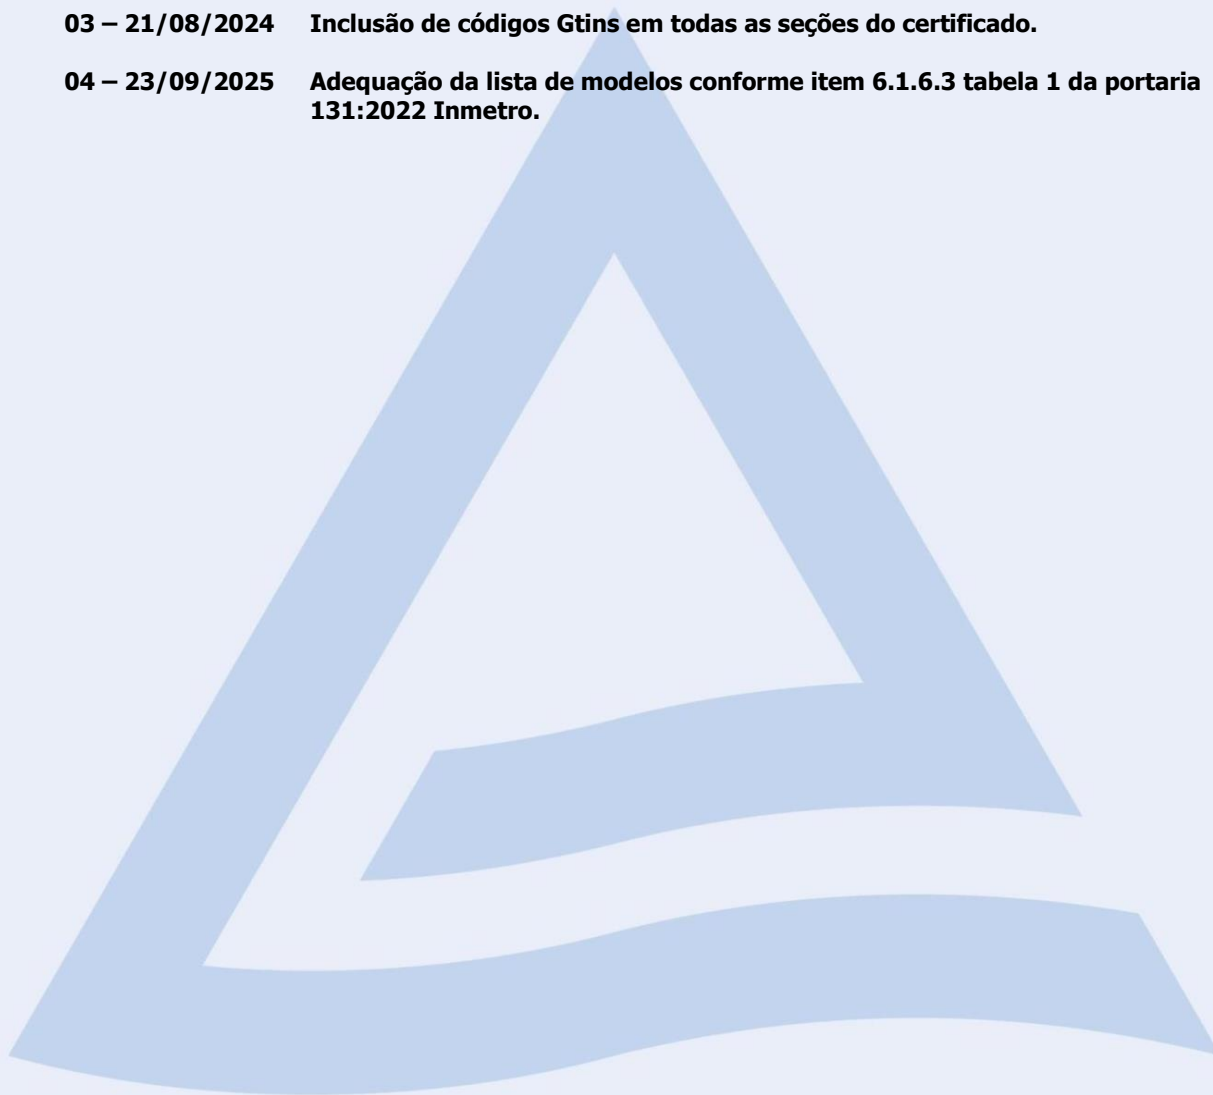 03 – 21/08/2024 Inclusão de códigos Gtins em todas as seções do certificado.
04 – 23/09/2025 Adequação da lista de modelos conforme item 6.1.6.3 tabela 1 da portaria
131:2022 Inmetro.